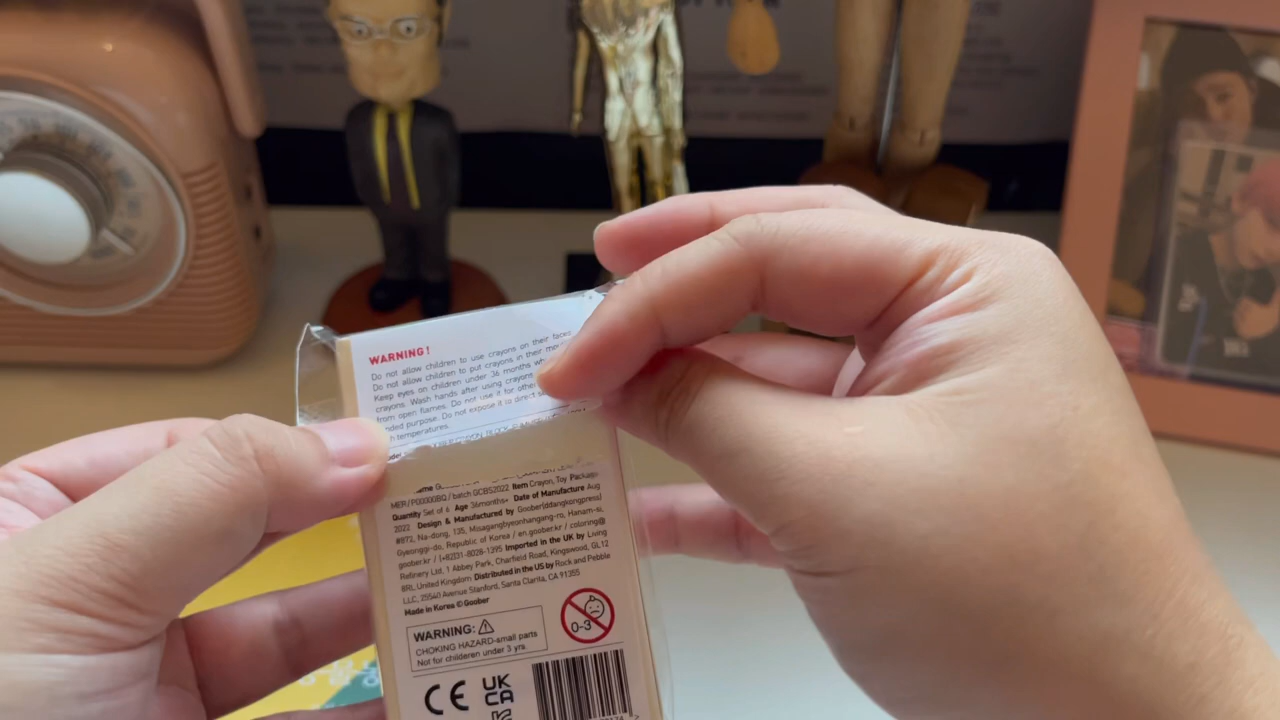 WARNING!
Do not allow children to use crayons on their faces
Do not allow children to put crayons in their
Keep eyes on children under 36 months
crayons. Wash hands after using crayons
from open flames. Do not use it for other
purpose. Do not expose it to direct
temperatures.
MER/P00000BQ / batch GCBS2022 Item Crayon, Toy Package
Quantity Set of 6 Age 36months+ Date of Manufacture Aug
2022 Design & Manufactured by Goober(ddangkongpress)
#B72, Na-dong, 135, Misagangbyeonhangang-ro, Hanam-si,
Gyeonggi-do, Republic of Korea / en.goober.kr / coloring@
goober.kr / (+82)31-8028-1395 Imported in the UK by Living
Refinery Ltd. 1 Abbey Park, Charfield Road, Kingswood, GL12
8RL United Kingdom Distributed in the US by Rock and Pebble
LLC, 25540 Avenue Stanford, Santa Clarita, CA 91355
Made in Korea © Goober
WARNING:
CHOKING HAZARD-small parts
Not for childeren under 3 yrs.
0-3
CE
UK
CA